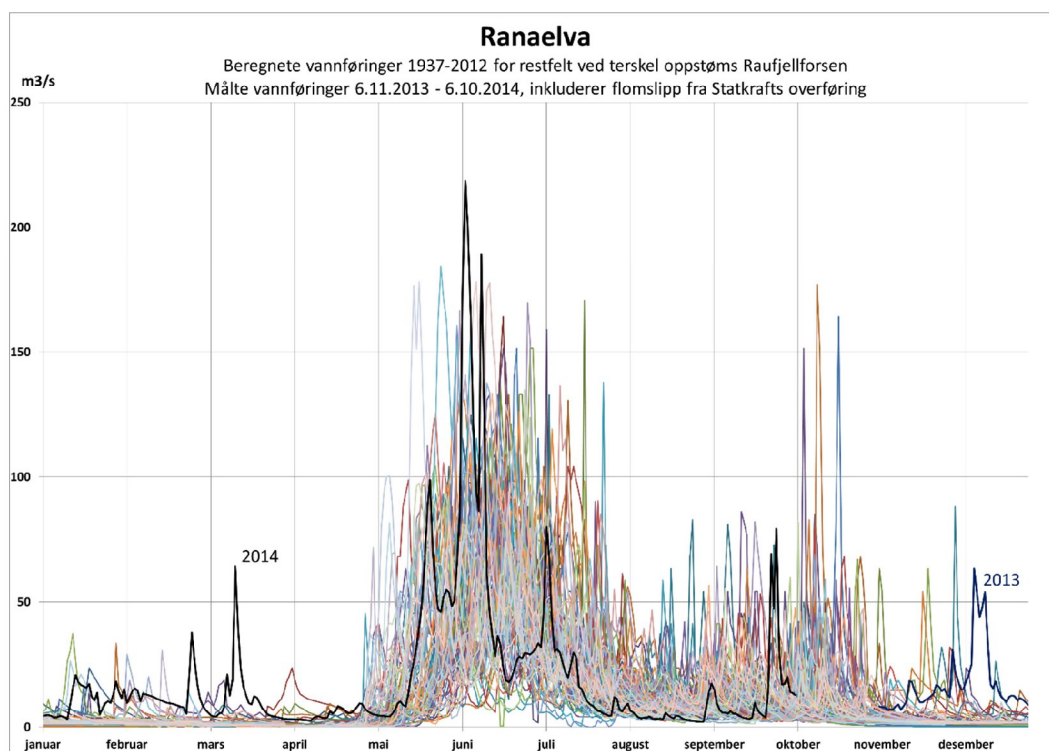 Ranaelva
Beregnete vannføringer 1937-2012 for restfelt ved terskel oppstøms Raufjellforsen
m3/s
Målte vannføringer 6.11.2013 - 6.10.2014, inkluderer flomslipp fra Statkrafts overføring
250
200
150
100
50
0
2014
2013
januar februar mars april mai juni juli august september oktober november desember